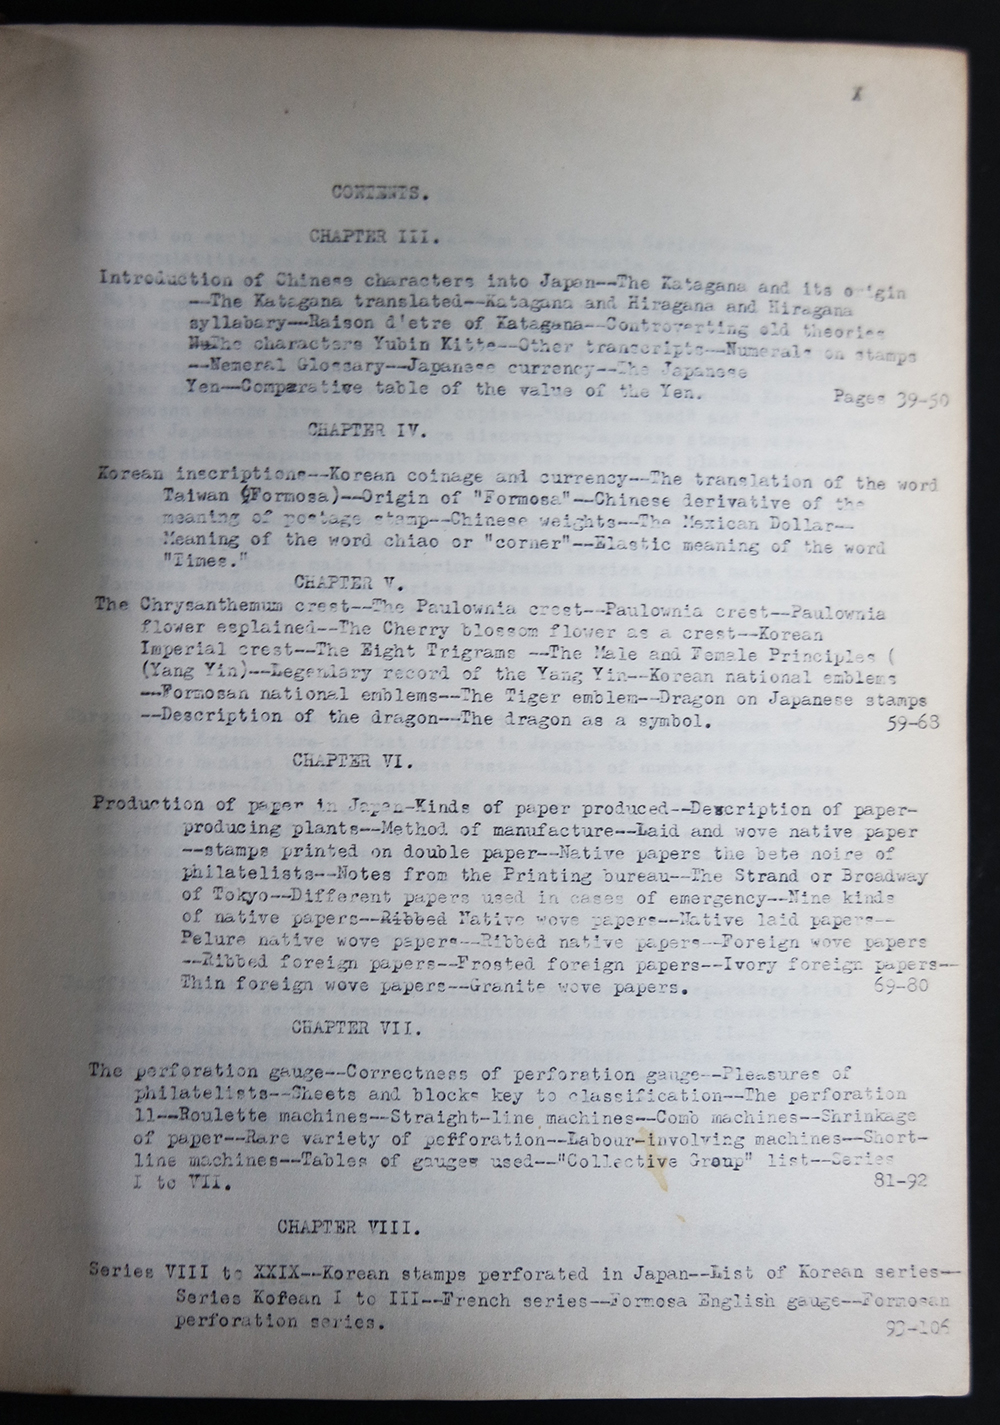 X
CONTENTS.
CHAPTER III.
Introduction of Chinese characters into Japan--The Katagana and its o igin
--The Katagana translated--Katagana and Hiragana and Hiragana
syllabary--Raison d'etre of Katagana--Controverting old theories
The characters Yubin Kitte--Other transcripts--Numerals on stamps
--Nemeral Glossary--Japanese currency--The Japanese
Yen--Comparative table of the value of the Yen. Pages 39-50
CHAPTER IV.
Korean inscriptions--Korean coinage and currency--The translation of the word
Taiwan (Formosa)--Origin of "Formosa"--Chinese derivative of the
meaning of postage stamp--Chinese weights--The Mexican Dollar--
Meaning of the word chiao or "corner"--Elastic meaning of the word
"Times."
CHAPTER V.
The Chrysanthemum crest--The Paulownia crest--Paulownia crest--Paulownia
flower esplained--The Cherry blossom flower as a crest--Korean
Imperial crest--The Eight Trigrams --The Male and Female Principles (
(Yang Yin)--Legendary record of the Yang Yin--Korean national emblems
--Formosan national emblems--The Tiger emblem--Dragon on Japanese stamps
--Description of the dragon--The dragon as a symbol. 59-68
CHAPTER VI.
Production of paper in Japan-Kinds of paper produced--Description of paper-
producing plants--Method of manufacture--Laid and wove native paper
--stamps printed on double paper--Native papers the bete noire of
philatelists--Notes from the Printing bureau--The Strand or Broadway
of Tokyo--Different papers used in cases of emergency--Nine kinds
of native papers--Ribbed Native wove papers--Native laid papers--
Pelure native wove papers--Ribbed native papers--Foreign wove papers
--Ribbed foreign papers--Frosted foreign papers--Ivory foreign papers--
Thin foreign wove papers--Granite wove papers. 69-80
CHAPTER VII.
The perforation gauge--Correctness of perforation gauge--Pleasures of
philatelists--Sheets and blocks key to classification--The perforation
11--Roulette machines--Straight-line machines--Comb machines--Shrinkage
of paper--Rare variety of pefforation--Labour-involving machines--Short-
line machines--Tables of gauges used--"Collective Group" list--Series
I to VII. 81-92
CHAPTER VIII.
Series VIII to XXIX--Korean stamps perforated in Japan--List of Korean series--
Series Kofean I to III--French series--Formosa English gauge--Formosan
perforation series. 93-106